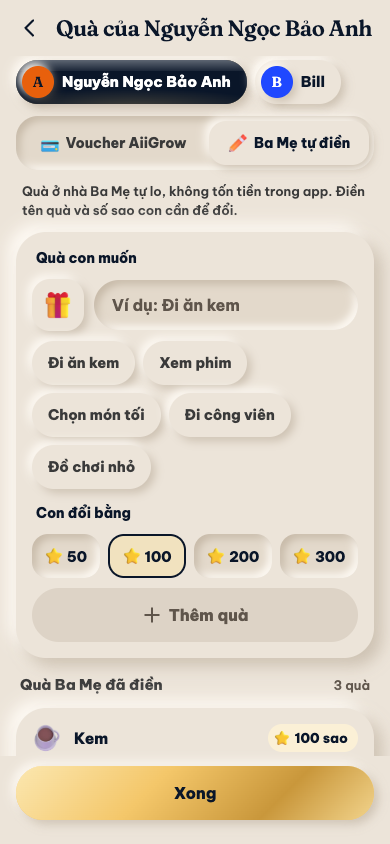 Quà của Nguyễn Ngọc Bảo Anh
A Nguyễn Ngọc Bảo Anh B Bill
Voucher AiiGrow Ba Mẹ tự điền
Quà ở nhà Ba Mẹ tự lo, không tốn tiền trong app. Điền
tên quà và số sao con cần để đổi.
Quà con muốn
Ví dụ: Đi ăn kem
Đi ăn kem Xem phim
Chọn món tối Đi công viên
Đồ chơi nhỏ
Con đổi bằng
50 100 200 300
+ Thêm quà
Quà Ba Mẹ đã điền 3 quà
Kem 100 sao
Xong